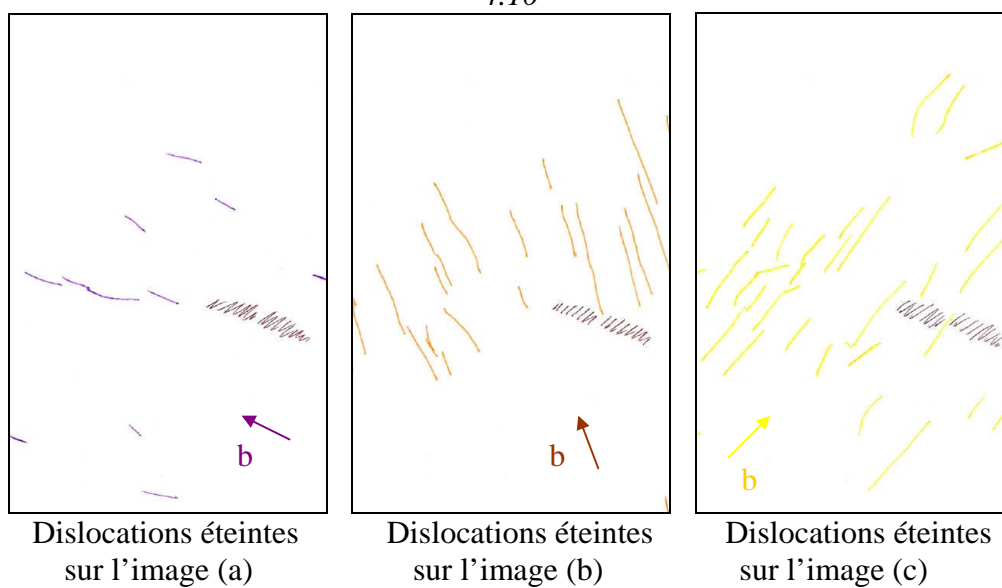 b
b
b
Dislocations éteintes
sur l’image (a)
Dislocations éteintes
sur l’image (b)
Dislocations éteintes
sur l’image (c)